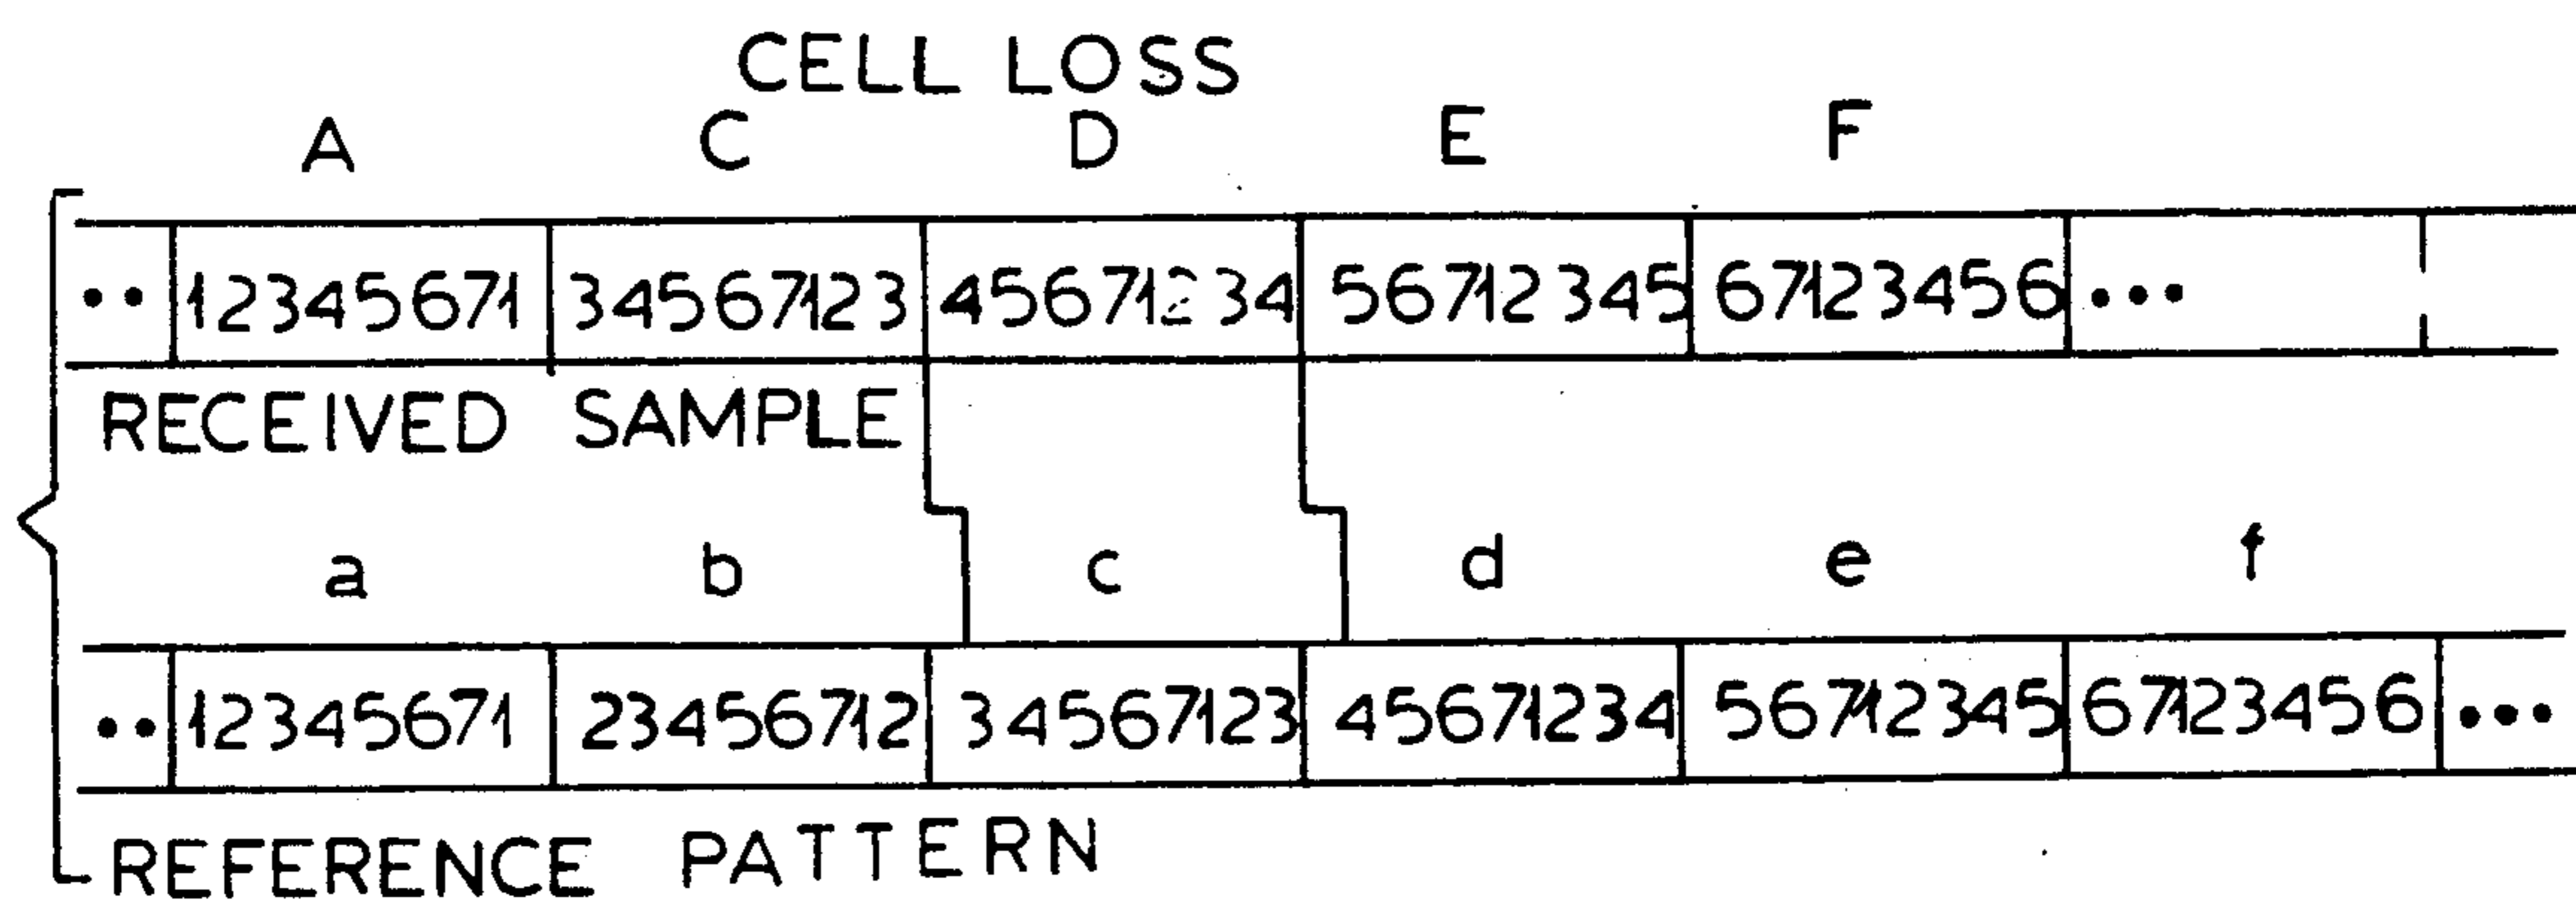 CELL LOSS
A C D E F
•• 12345671 34567123 45671234 56712345 67123456 •••
RECEIVED SAMPLE
a b c d e f
•• 12345671 23456712 34567123 45671234 56712345 67123456 •••
REFERENCE PATTERN